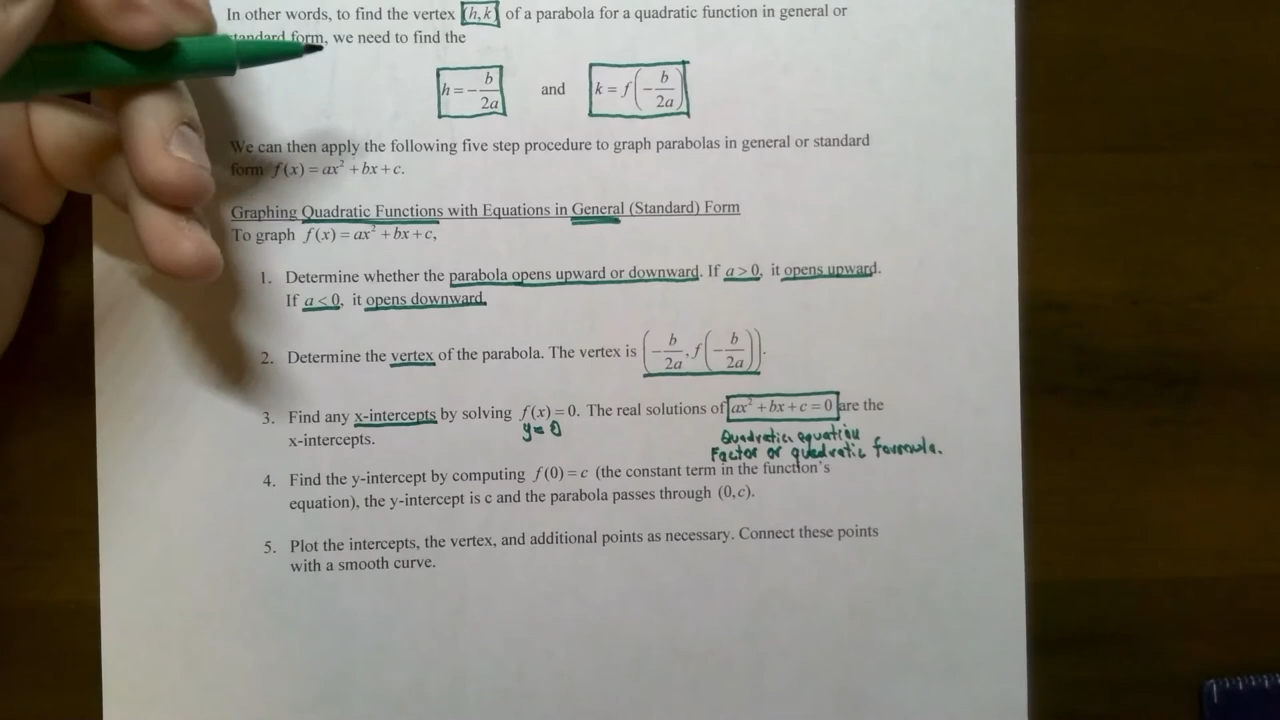 In other words, to find the vertex (h, k) of a parabola for a quadratic function in general or
standard form, we need to find the
h = −b/2a and k = f(−b/2a)
We can then apply the following five step procedure to graph parabolas in general or standard
form f(x) = ax² + bx + c.
Graphing Quadratic Functions with Equations in General (Standard) Form
To graph f(x) = ax² + bx + c,
1. Determine whether the parabola opens upward or downward. If a > 0, it opens upward.
If a < 0, it opens downward.
2. Determine the vertex of the parabola. The vertex is (−b/2a, f(−b/2a)).
3. Find any x-intercepts by solving f(x) = 0. The real solutions of ax² + bx + c = 0 are the
x-intercepts.
y = 0
Quadratic equation
Factor or quadratic formula.
4. Find the y-intercept by computing f(0) = c (the constant term in the function's
equation), the y-intercept is c and the parabola passes through (0, c).
5. Plot the intercepts, the vertex, and additional points as necessary. Connect these points
with a smooth curve.